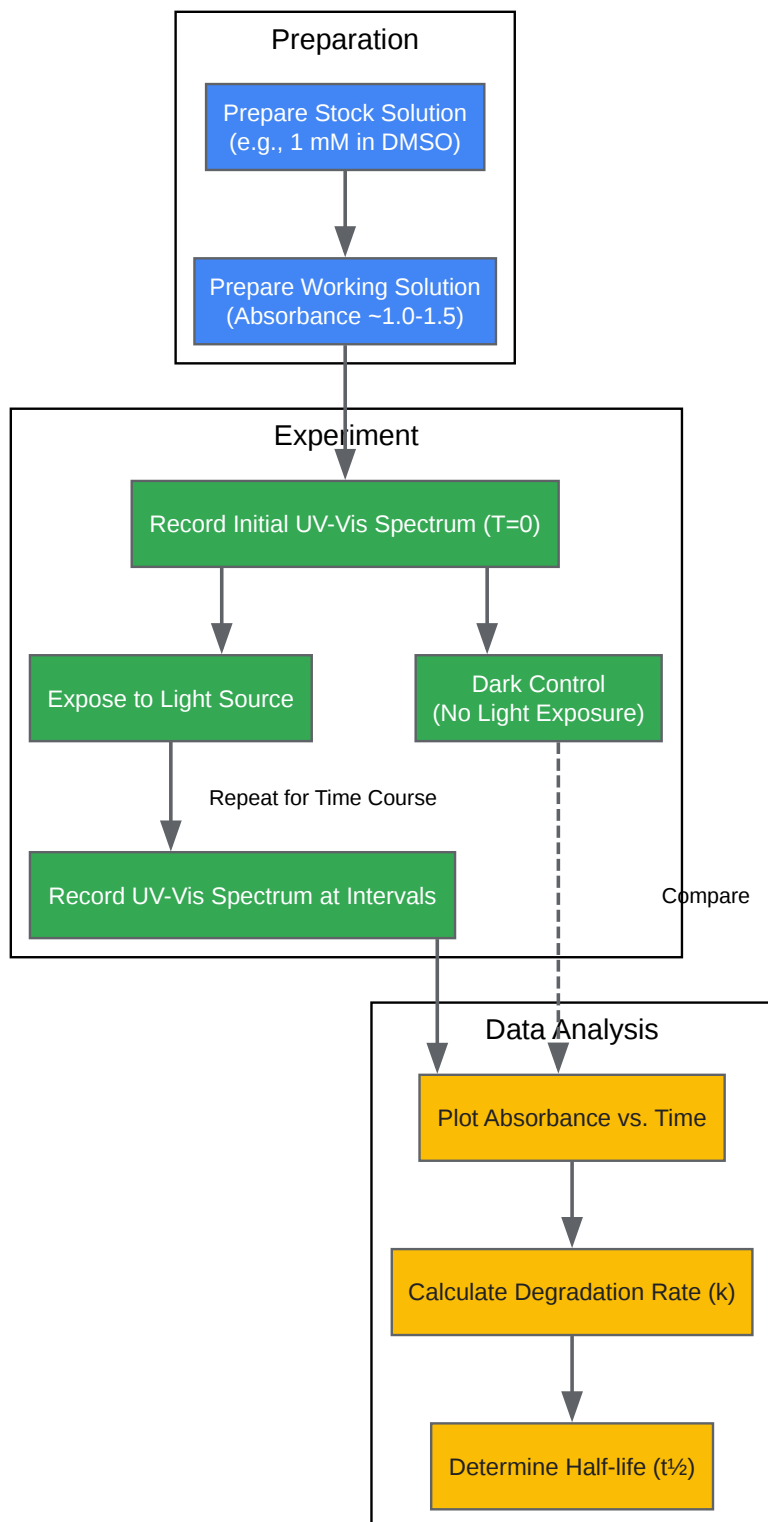 Preparation
Prepare Stock Solution
(e.g., 1 mM in DMSO)
Prepare Working Solution
(Absorbance ~1.0-1.5)
Experiment
Record Initial UV-Vis Spectrum (T=0)
Expose to Light Source
Dark Control
(No Light Exposure)
Repeat for Time Course
Record UV-Vis Spectrum at Intervals
Compare
Data Analysis
Plot Absorbance vs. Time
Calculate Degradation Rate (k)
Determine Half-life (t½)